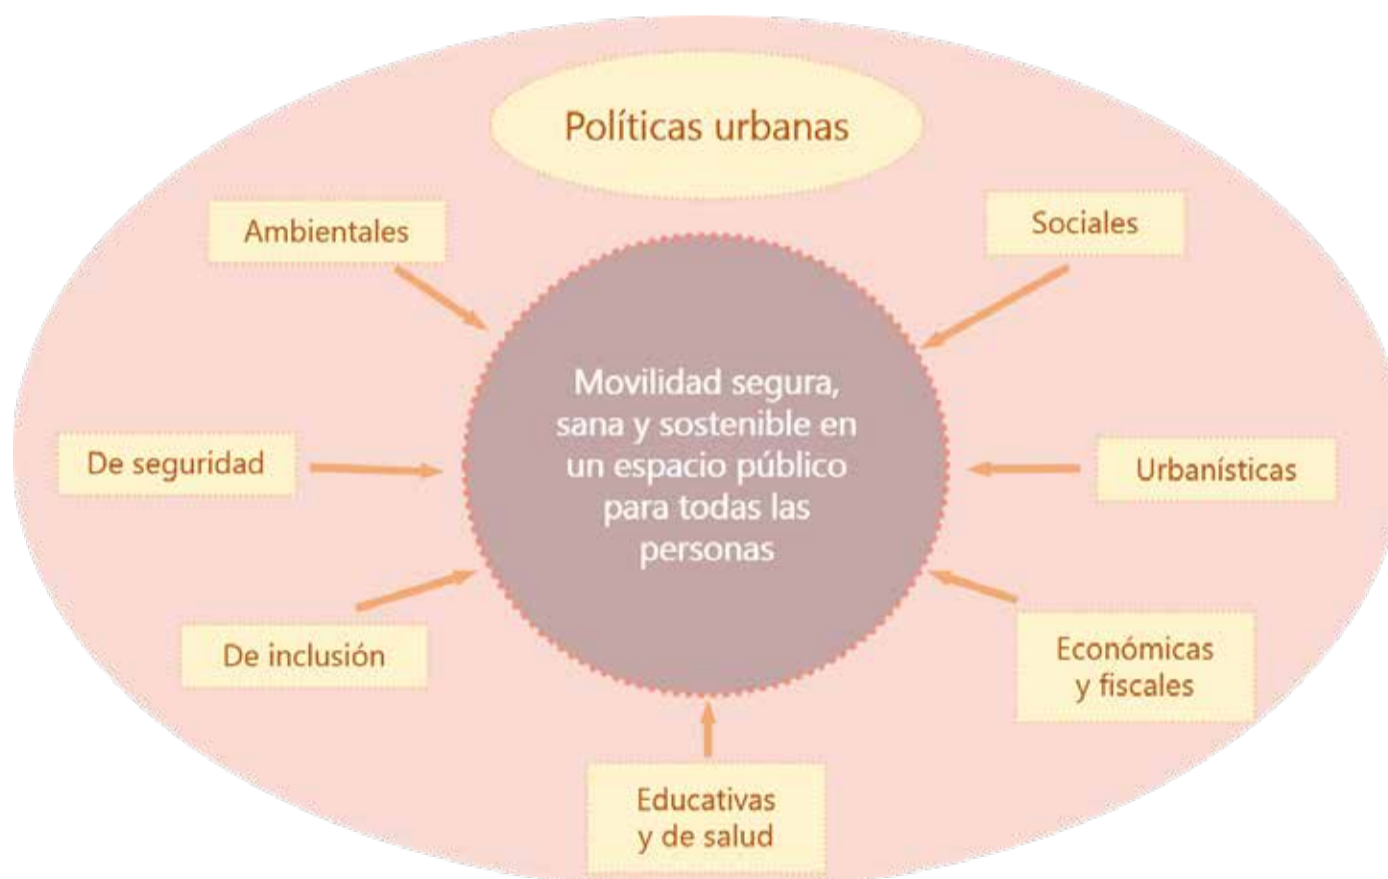 Políticas urbanas
Ambientales
Sociales
Movilidad segura,
sana y sostenible en
un espacio público
para todas las
personas
De seguridad
Urbanísticas
De inclusión
Económicas
y fiscales
Educativas
y de salud